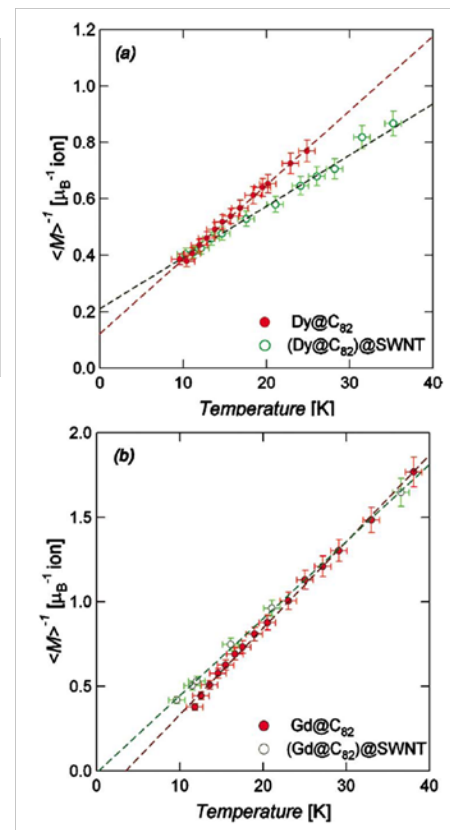 (a)
<M>⁻¹ [μB⁻¹ ion]
1.2
1.0
0.8
0.6
0.4
0.2
0.0
Dy@C₈₂
(Dy@C₈₂)@SWNT
0 10 20 30 40
Temperature [K]
(b)
<M>⁻¹ [μB⁻¹ ion]
2.0
1.5
1.0
0.5
0.0
Gd@C₈₂
(Gd@C₈₂)@SWNT
0 10 20 30 40
Temperature [K]